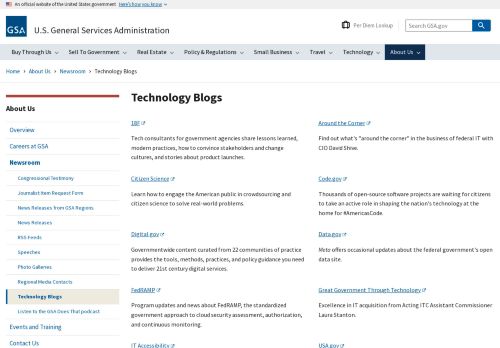 An official website of the United States government Here's how you know
GSA
U.S. General Services Administration
Per Diem Lookup
Search GSA.gov
Buy Through Us
Sell To Government
Real Estate
Policy & Regulations
Small Business
Travel
Technology
About Us
Home › About Us › Newsroom › Technology Blogs
About Us
Overview
Careers at GSA
Newsroom
Congressional Testimony
Journalist Item Request Form
News Releases from GSA Regions
News Releases
RSS Feeds
Speeches
Photo Galleries
Regional Media Contacts
Technology Blogs
Listen to the GSA Does That podcast
Events and Training
Contact Us
Technology Blogs
18F
Tech consultants for government agencies share lessons learned,
modern practices, how to convince stakeholders and change
cultures, and stories about product launches.
Around the Corner
Find out what's "around the corner" in the business of federal IT with
CIO David Shive.
Citizen Science
Learn how to engage the American public in crowdsourcing and
citizen science to solve real-world problems.
Code.gov
Thousands of open-source software projects are waiting for citizens
to take an active role in shaping the nation's technology at the
home for #AmericasCode.
Digital.gov
Governmentwide content curated from 22 communities of practice
provides the tools, methods, practices, and policy guidance you need
to deliver 21st century digital services.
Data.gov
Meta offers occasional updates about the federal government's open
data site.
FedRAMP
Program updates and news about FedRAMP, the standardized
government approach to cloud security assessment, authorization,
and continuous monitoring.
Great Government Through Technology
Excellence in IT acquisition from Acting ITC Assistant Commissioner
Laura Stanton.
IT Accessibility
USA.gov